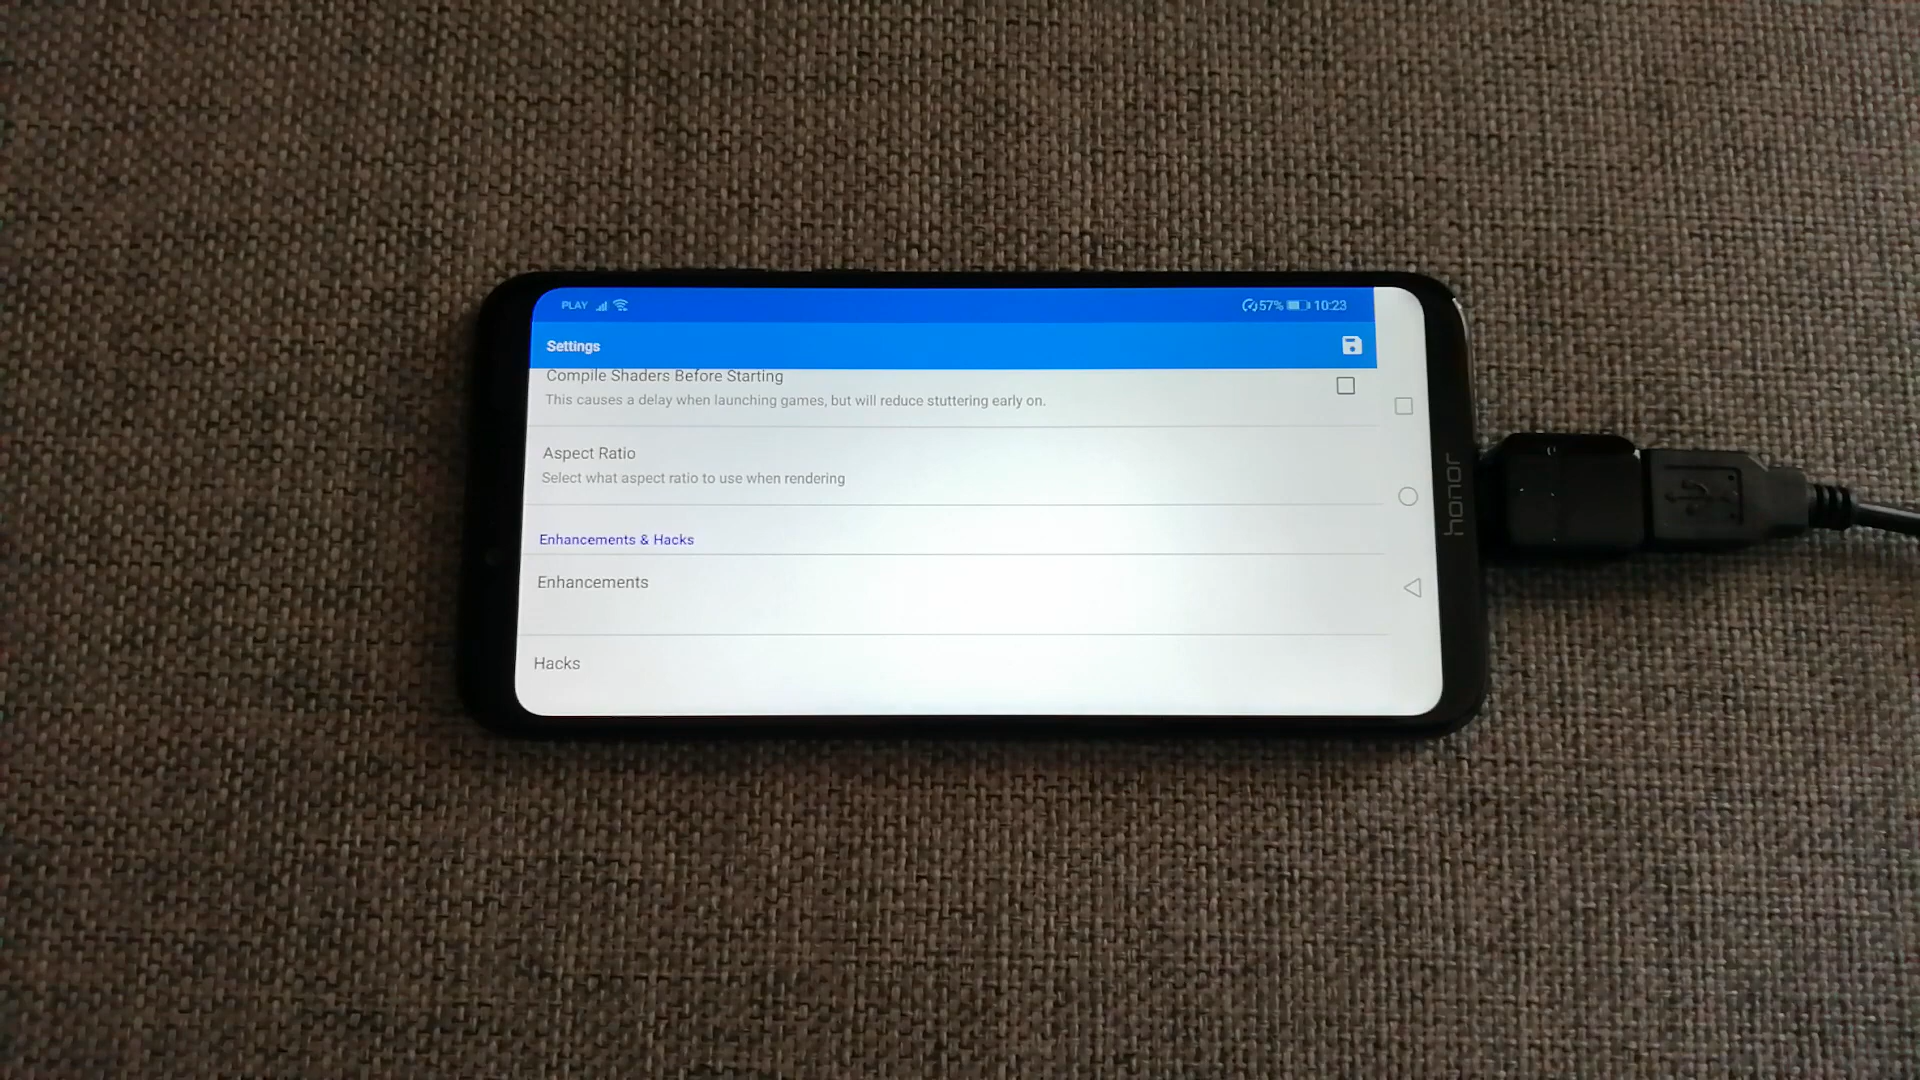 PLAY
57% 10:23
Settings
Compile Shaders Before Starting
This causes a delay when launching games, but will reduce stuttering early on.
Aspect Ratio
Select what aspect ratio to use when rendering
Enhancements & Hacks
Enhancements
Hacks
honor